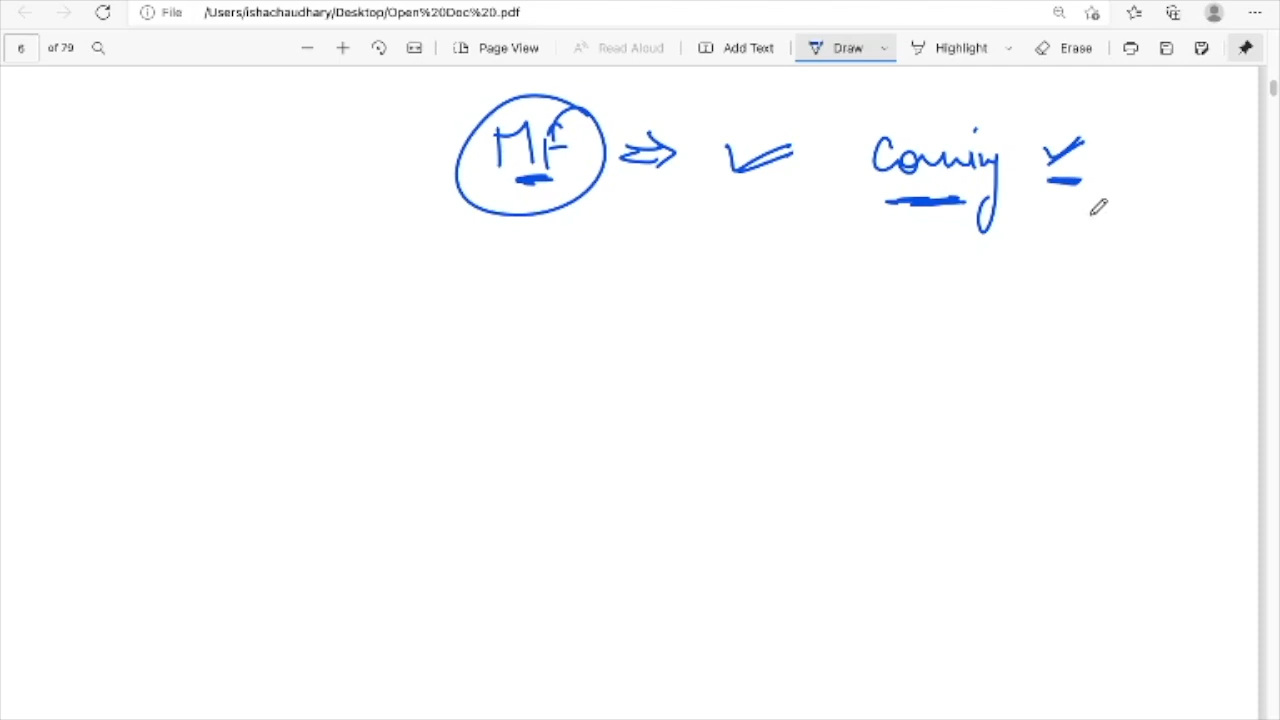 File /Users/ishachaudhary/Desktop/Open%20Doc%20.pdf
6 of 79 Page View Read Aloud Add Text Draw Highlight Erase
MF ⇒ ✓ Coming ✓